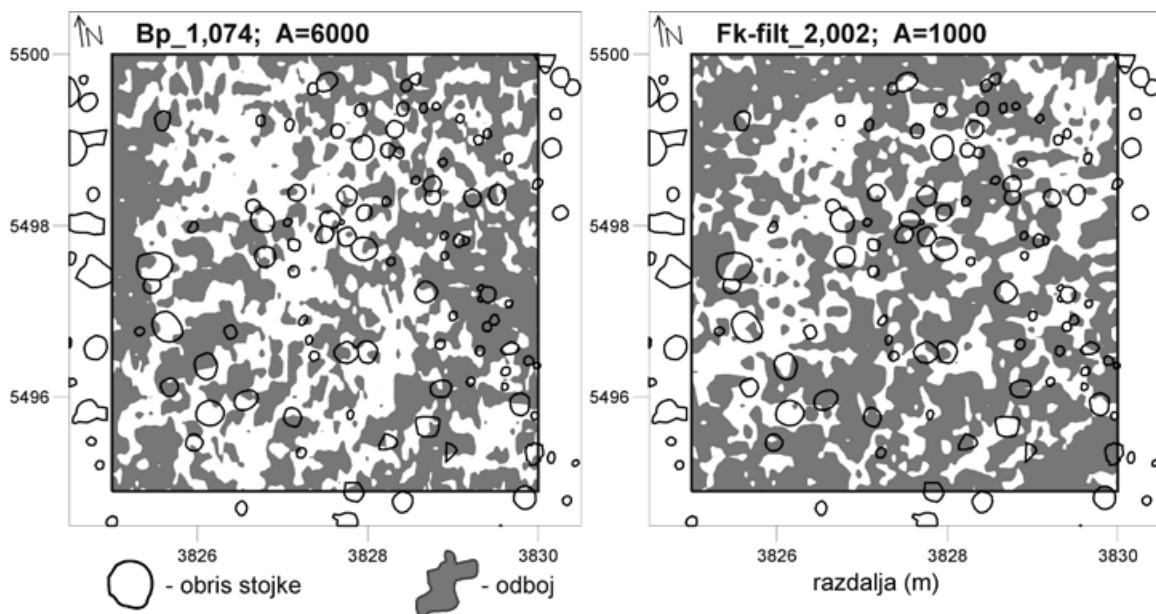 N Bp_1,074; A=6000
5500
5498
5496
3826 3828 3830
N Fk-filt_2,002; A=1000
5500
5498
5496
3826 3828 3830
- obris stojke
- odboj
razdalja (m)